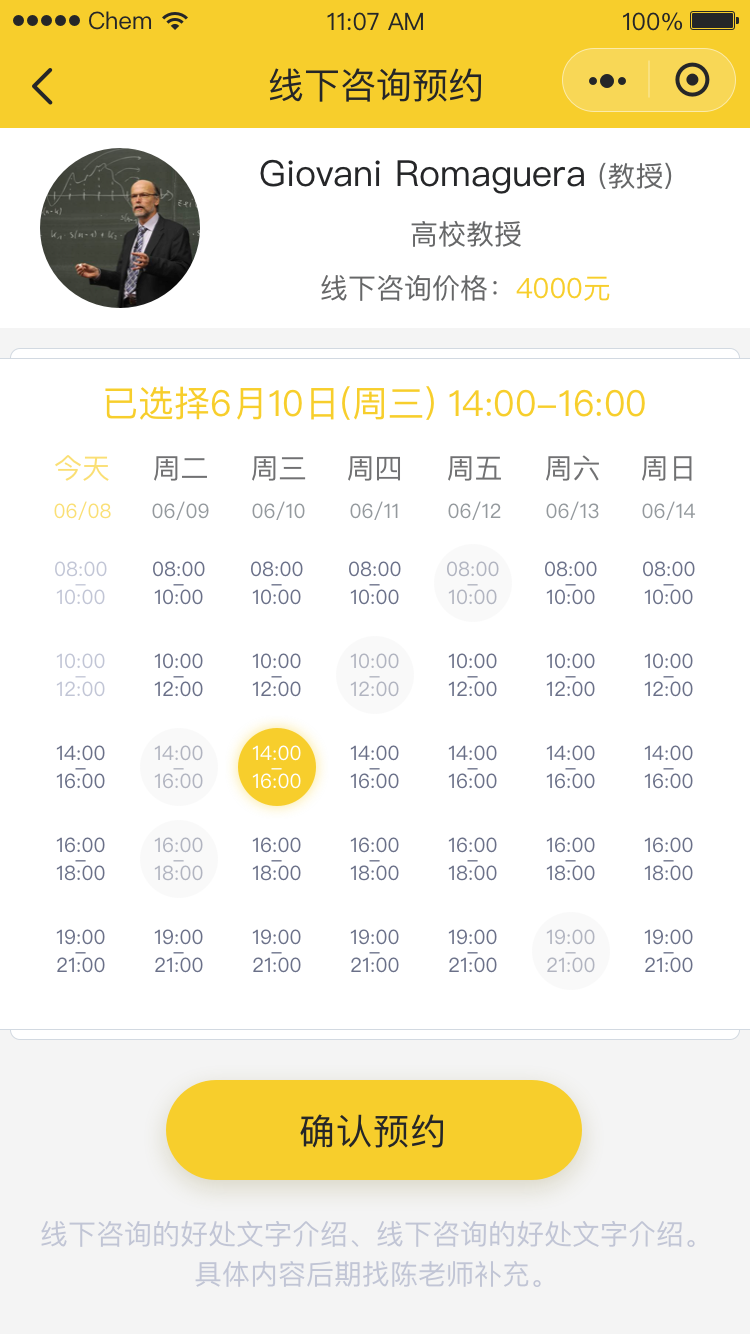 Chem 11:07 AM 100%
线下咨询预约
Giovani Romaguera (教授)
高校教授
线下咨询价格：4000元
已选择6月10日(周三) 14:00–16:00
今天 周二 周三 周四 周五 周六 周日
06/08 06/09 06/10 06/11 06/12 06/13 06/14
08:00 08:00 08:00 08:00 08:00 08:00 08:00
– – – – – – –
10:00 10:00 10:00 10:00 10:00 10:00 10:00
10:00 10:00 10:00 10:00 10:00 10:00 10:00
– – – – – – –
12:00 12:00 12:00 12:00 12:00 12:00 12:00
14:00 14:00 14:00 14:00 14:00 14:00 14:00
– – – – – – –
16:00 16:00 16:00 16:00 16:00 16:00 16:00
16:00 16:00 16:00 16:00 16:00 16:00 16:00
– – – – – – –
18:00 18:00 18:00 18:00 18:00 18:00 18:00
19:00 19:00 19:00 19:00 19:00 19:00 19:00
– – – – – – –
21:00 21:00 21:00 21:00 21:00 21:00 21:00
确认预约
线下咨询的好处文字介绍、线下咨询的好处文字介绍。
具体内容后期找陈老师补充。